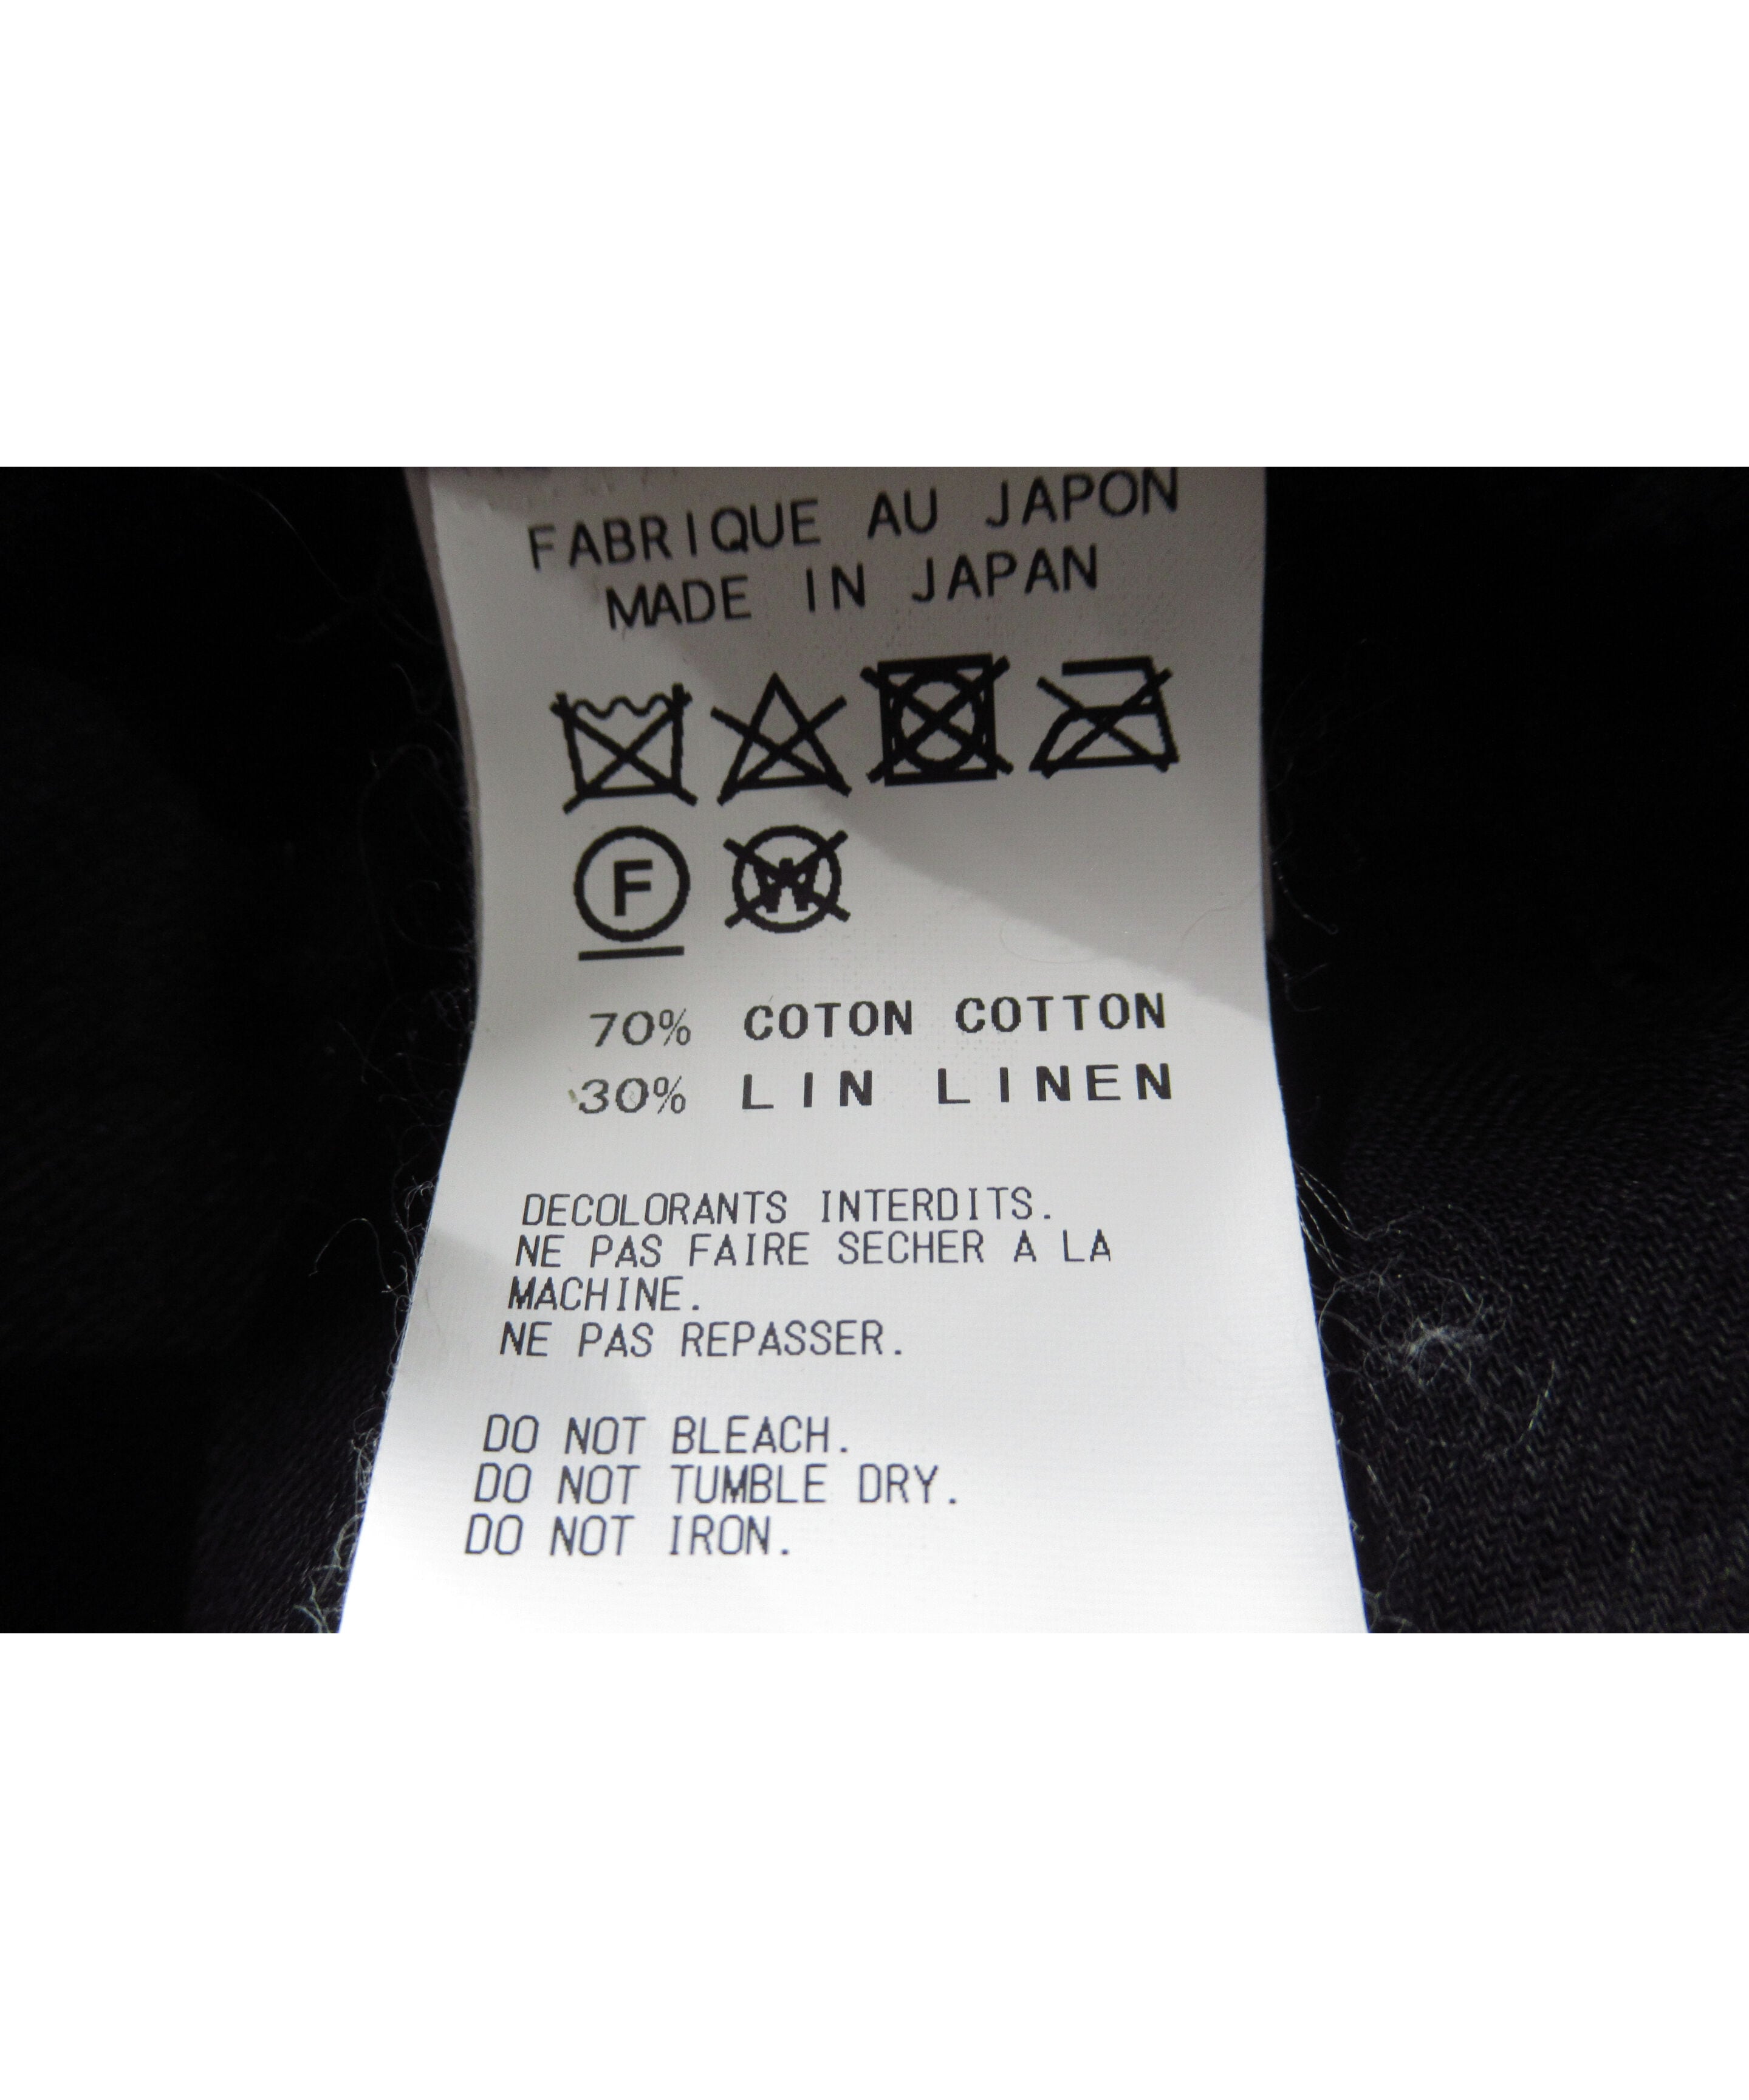 FABRIQUE AU JAPON
MADE IN JAPAN
F W
70% COTON COTTON
30% LIN LINEN
DECOLORANTS INTERDITS.
NE PAS FAIRE SECHER A LA
MACHINE.
NE PAS REPASSER.
DO NOT BLEACH.
DO NOT TUMBLE DRY.
DO NOT IRON.